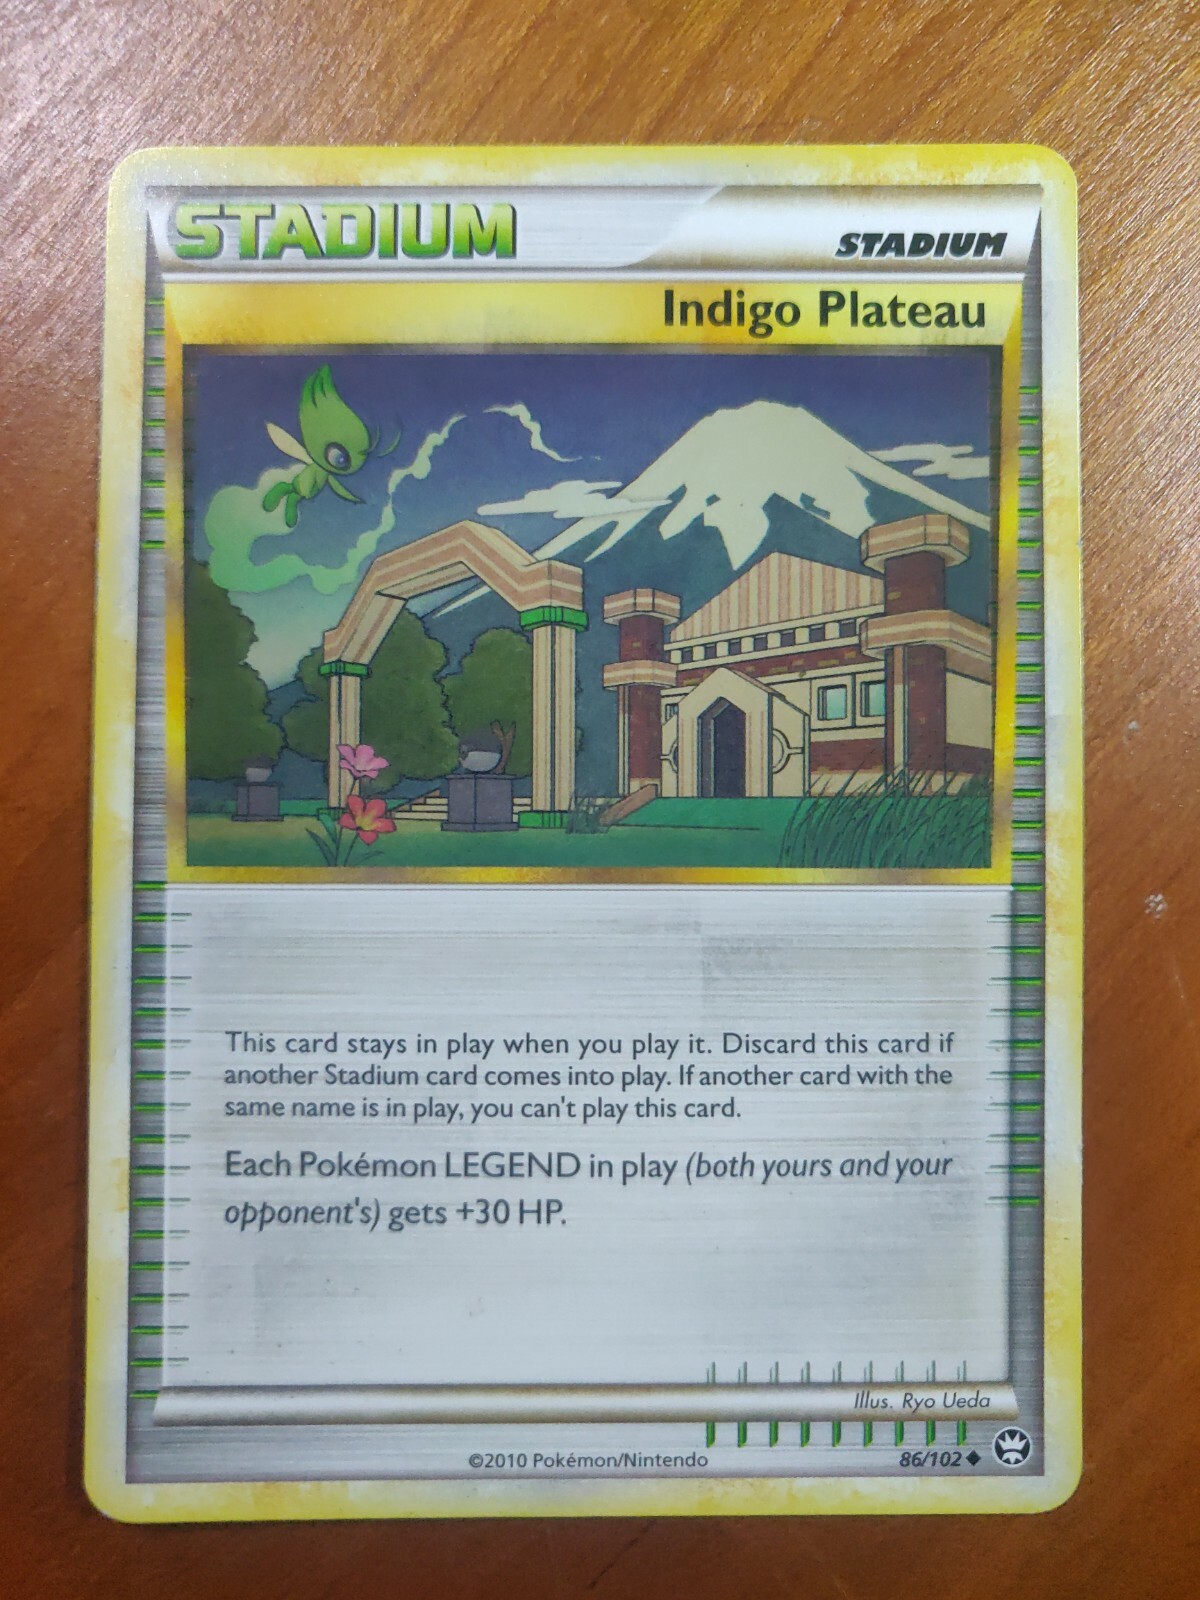 STADIUM
STADIUM
Indigo Plateau
This card stays in play when you play it. Discard this card if
another Stadium card comes into play. If another card with the
same name is in play, you can't play this card.
Each Pokémon LEGEND in play (both yours and your
opponent's) gets +30 HP.
Illus. Ryo Ueda
©2010 Pokémon/Nintendo
86/102◆